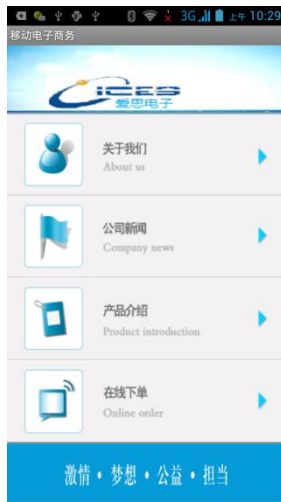 3G 上午 10:29
移动电子商务
iCES
爱思电子
关于我们
About us
公司新闻
Company news
产品介绍
Product introduction
在线下单
Online order
激情 • 梦想 • 公益 • 担当